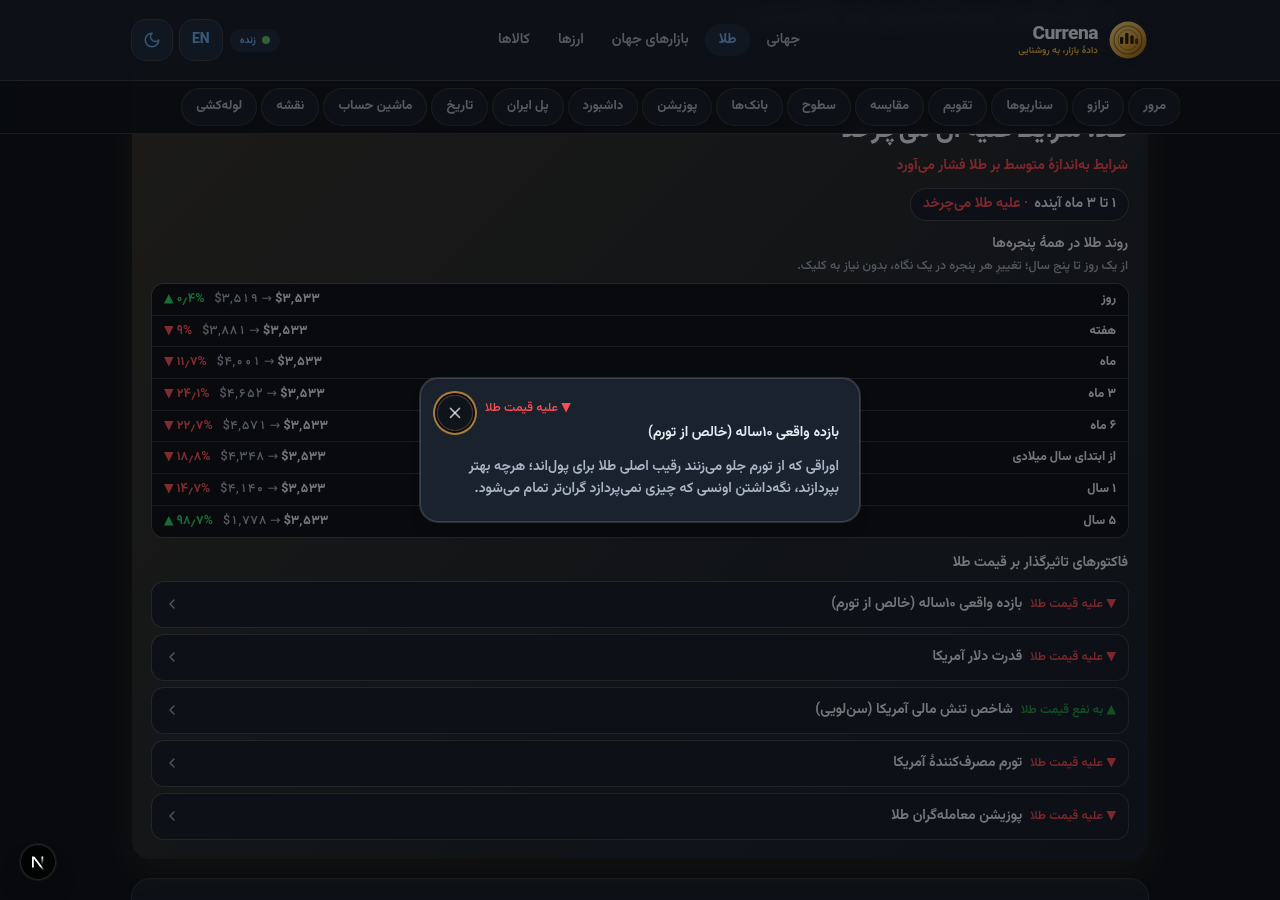 Currena
دادهٔ بازار، به روشنایی
جهانی
طلا
بازارهای جهان
ارزها
کالاها
زنده
EN
مرور
ترازو
سناریوها
تقویم
مقایسه
سطوح
بانک‌ها
پوزیشن
داشبورد
پل ایران
تاریخ
ماشین حساب
نقشه
لوله‌کشی
شرایط به‌اندازهٔ متوسط بر طلا فشار می‌آورد
۱ تا ۳ ماه آینده · علیه طلا می‌چرخد
روند طلا در همهٔ پنجره‌ها
از یک روز تا پنج سال؛ تغییرِ هر پنجره در یک نگاه، بدون نیاز به کلیک.
روز $۳,۵۳۳ → $۳,۵۱۹ ▲ ۰٫۴%
هفته $۳,۵۳۳ → $۳,۸۸۱ ▼ ۹%
ماه $۳,۵۳۳ → $۴,۰۰۱ ▼ ۱۱٫۷%
۳ ماه $۳,۵۳۳ → $۴,۶۵۲ ▼ ۲۴٫۱%
۶ ماه $۳,۵۳۳ → $۴,۵۷۱ ▼ ۲۲٫۷%
از ابتدای سال میلادی $۳,۵۳۳ → $۴,۳۴۸ ▼ ۱۸٫۸%
۱ سال $۳,۵۳۳ → $۴,۱۴۰ ▼ ۱۴٫۷%
۵ سال $۳,۵۳۳ → $۱,۷۷۸ ▲ ۹۸٫۷%
▼ علیه قیمت طلا
بازده واقعی ۱۰ساله (خالص از تورم)
اوراقی که از تورم جلو می‌زنند رقیب اصلی طلا برای پول‌اند؛ هرچه بهتر
بپردازند، نگه‌داشتن اونسی که چیزی نمی‌پردازد گران‌تر تمام می‌شود.
فاکتورهای تاثیرگذار بر قیمت طلا
▼ علیه قیمت طلا بازده واقعی ۱۰ساله (خالص از تورم)
▼ علیه قیمت طلا قدرت دلار آمریکا
▲ به نفع قیمت طلا شاخص تنش مالی آمریکا (سن‌لویی)
▼ علیه قیمت طلا تورم مصرف‌کنندهٔ آمریکا
▼ علیه قیمت طلا پوزیشن معامله‌گران طلا
N